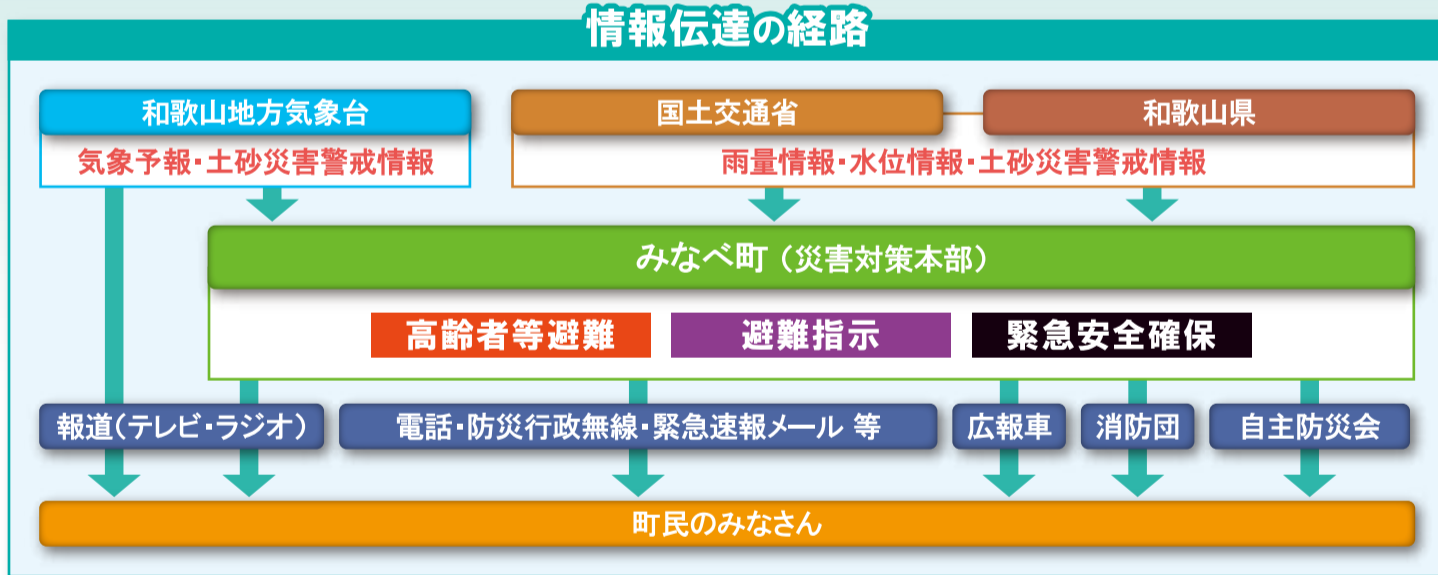 情報伝達の経路
和歌山地方気象台
気象予報・土砂災害警戒情報
国土交通省
和歌山県
雨量情報・水位情報・土砂災害警戒情報
みなべ町（災害対策本部）
高齢者等避難
避難指示
緊急安全確保
報道（テレビ・ラジオ）
電話・防災行政無線・緊急速報メール 等
広報車
消防団
自主防災会
町民のみなさん